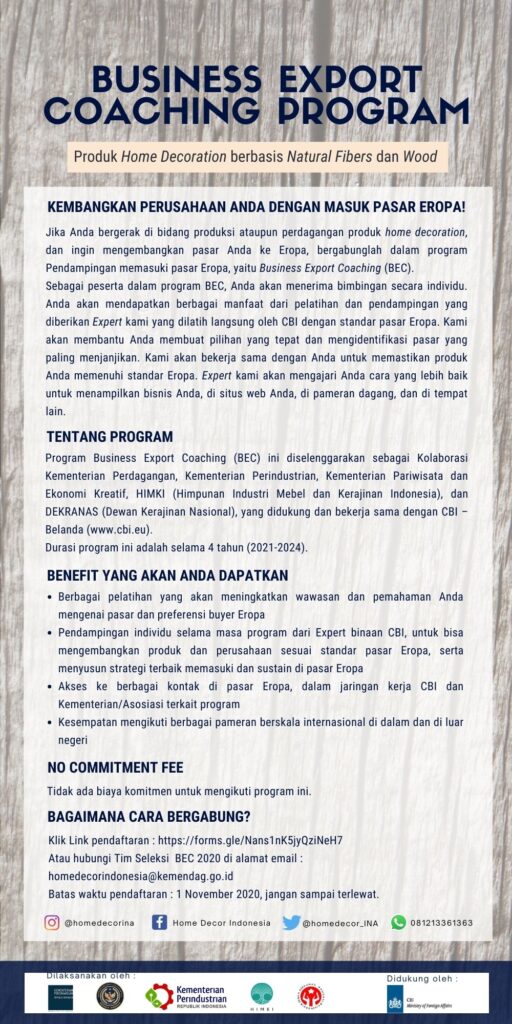 BUSINESS EXPORT
COACHING PROGRAM
Produk Home Decoration berbasis Natural Fibers dan Wood
KEMBANGKAN PERUSAHAAN ANDA DENGAN MASUK PASAR EROPA!
Jika Anda bergerak di bidang produksi ataupun perdagangan produk home decoration,
dan ingin mengembangkan pasar Anda ke Eropa, bergabunglah dalam program
Pendampingan memasuki pasar Eropa, yaitu Business Export Coaching (BEC).
Sebagai peserta dalam program BEC, Anda akan menerima bimbingan secara individu.
Anda akan mendapatkan berbagai manfaat dari pelatihan dan pendampingan yang
diberikan Expert kami yang dilatih langsung oleh CBI dengan standar pasar Eropa. Kami
akan membantu Anda membuat pilihan yang tepat dan mengidentifikasi pasar yang
paling menjanjikan. Kami akan bekerja sama dengan Anda untuk memastikan produk
Anda memenuhi standar Eropa. Expert kami akan mengajari Anda cara yang lebih baik
untuk menampilkan bisnis Anda, di situs web Anda, di pameran dagang, dan di tempat
lain.
TENTANG PROGRAM
Program Business Export Coaching (BEC) ini diselenggarakan sebagai Kolaborasi
Kementerian Perdagangan, Kementerian Perindustrian, Kementerian Pariwisata dan
Ekonomi Kreatif, HIMKI (Himpunan Industri Mebel dan Kerajinan Indonesia), dan
DEKRANAS (Dewan Kerajinan Nasional), yang didukung dan bekerja sama dengan CBI –
Belanda (www.cbi.eu).
Durasi program ini adalah selama 4 tahun (2021-2024).
BENEFIT YANG AKAN ANDA DAPATKAN
• Berbagai pelatihan yang akan meningkatkan wawasan dan pemahaman Anda
mengenai pasar dan preferensi buyer Eropa
• Pendampingan individu selama masa program dari Expert binaan CBI, untuk bisa
mengembangkan produk dan perusahaan sesuai standar pasar Eropa, serta
menyusun strategi terbaik memasuki dan sustain di pasar Eropa
• Akses ke berbagai kontak di pasar Eropa, dalam jaringan kerja CBI dan
Kementerian/Asosiasi terkait program
• Kesempatan mengikuti berbagai pameran berskala internasional di dalam dan di luar
negeri
NO COMMITMENT FEE
Tidak ada biaya komitmen untuk mengikuti program ini.
BAGAIMANA CARA BERGABUNG?
Klik Link pendaftaran : https://forms.gle/Nans1nK5jyQziNeH7
Atau hubungi Tim Seleksi BEC 2020 di alamat email :
homedecorindonesia@kemendag.go.id
Batas waktu pendaftaran : 1 November 2020, jangan sampai terlewat.
@homedecorina Home Decor Indonesia @homedecor_INA 081213361363
Dilaksanakan oleh : Didukung oleh :
Kementerian
Perindustrian
REPUBLIK INDONESIA
HIMKI
CBI
Ministry of Foreign Affairs